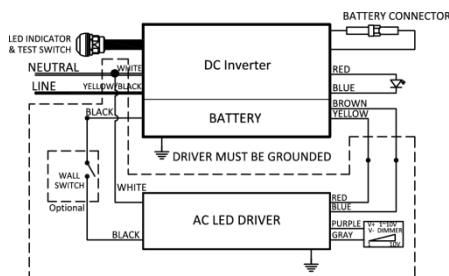 BATTERY CONNECTOR
LED INDICATOR
& TEST SWITCH
NEUTRAL
WHITE
DC Inverter
RED
LINE
YELLOW/BLACK
BLUE
BROWN
BLACK
BATTERY
YELLOW
DRIVER MUST BE GROUNDED
WALL
SWITCH
Optional
WHITE
RED
BLUE
AC LED DRIVER
PURPLE
V+ 1~10V
BLACK
GRAY
V- DIMMER
1 10V